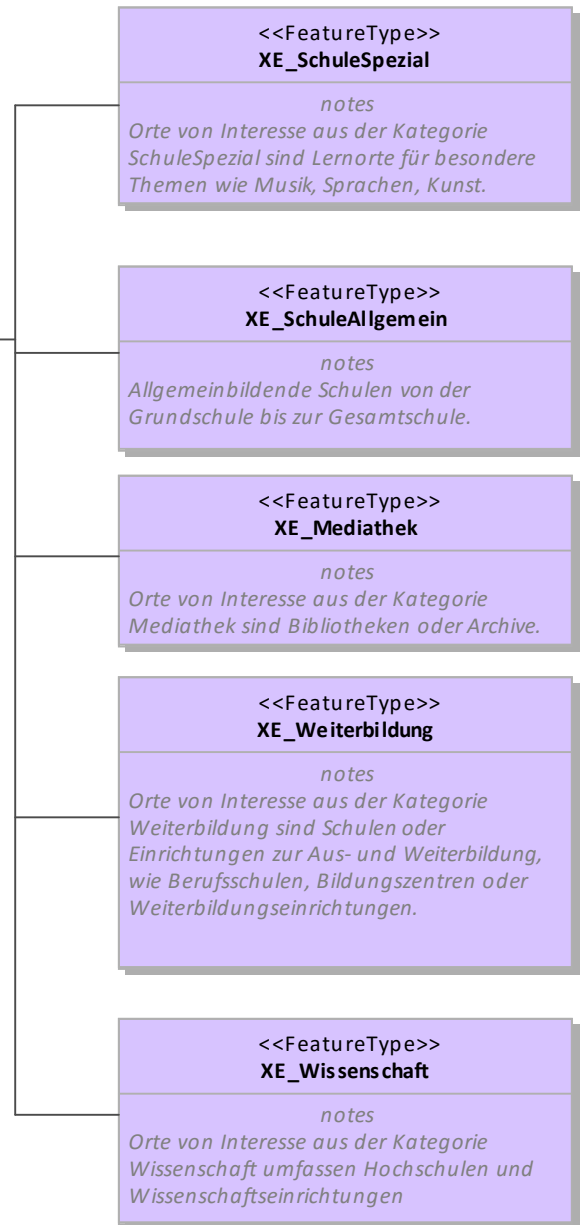 <<FeatureType>>
XE_SchuleSpezial
notes
Orte von Interesse aus der Kategorie
SchuleSpezial sind Lernorte für besondere
Themen wie Musik, Sprachen, Kunst.
<<FeatureType>>
XE_SchuleAllgemein
notes
Allgemeinbildende Schulen von der
Grundschule bis zur Gesamtschule.
<<FeatureType>>
XE_Mediathek
notes
Orte von Interesse aus der Kategorie
Mediathek sind Bibliotheken oder Archive.
<<FeatureType>>
XE_Weiterbildung
notes
Orte von Interesse aus der Kategorie
Weiterbildung sind Schulen oder
Einrichtungen zur Aus- und Weiterbildung,
wie Berufsschulen, Bildungszentren oder
Weiterbildungseinrichtungen.
<<FeatureType>>
XE_Wissenschaft
notes
Orte von Interesse aus der Kategorie
Wissenschaft umfassen Hochschulen und
Wissenschaftseinrichtungen